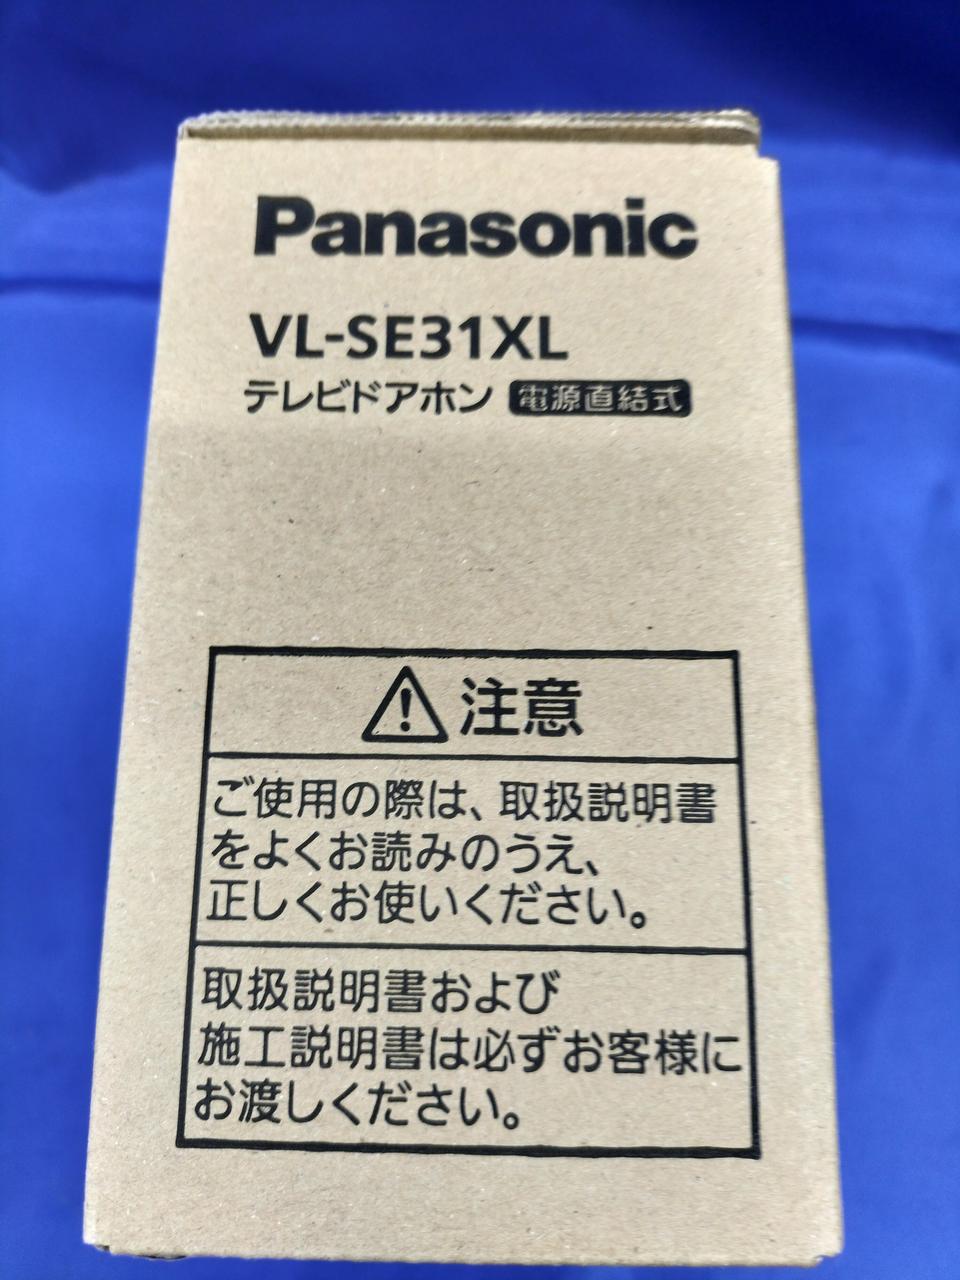 Panasonic
VL-SE31XL
テレビドアホン 電源直結式
注意
ご使用の際は、取扱説明書
をよくお読みのうえ、
正しくお使いください。
取扱説明書および
施工説明書は必ずお客様に
お渡しください。